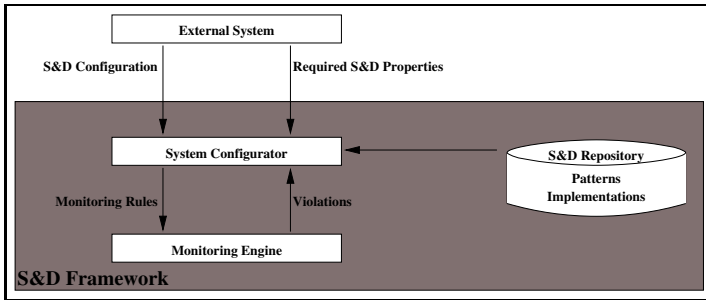 External System
S&D Configuration
Required S&D Properties
System Configurator
S&D Repository
Patterns
Implementations
Monitoring Rules
Violations
Monitoring Engine
S&D Framework